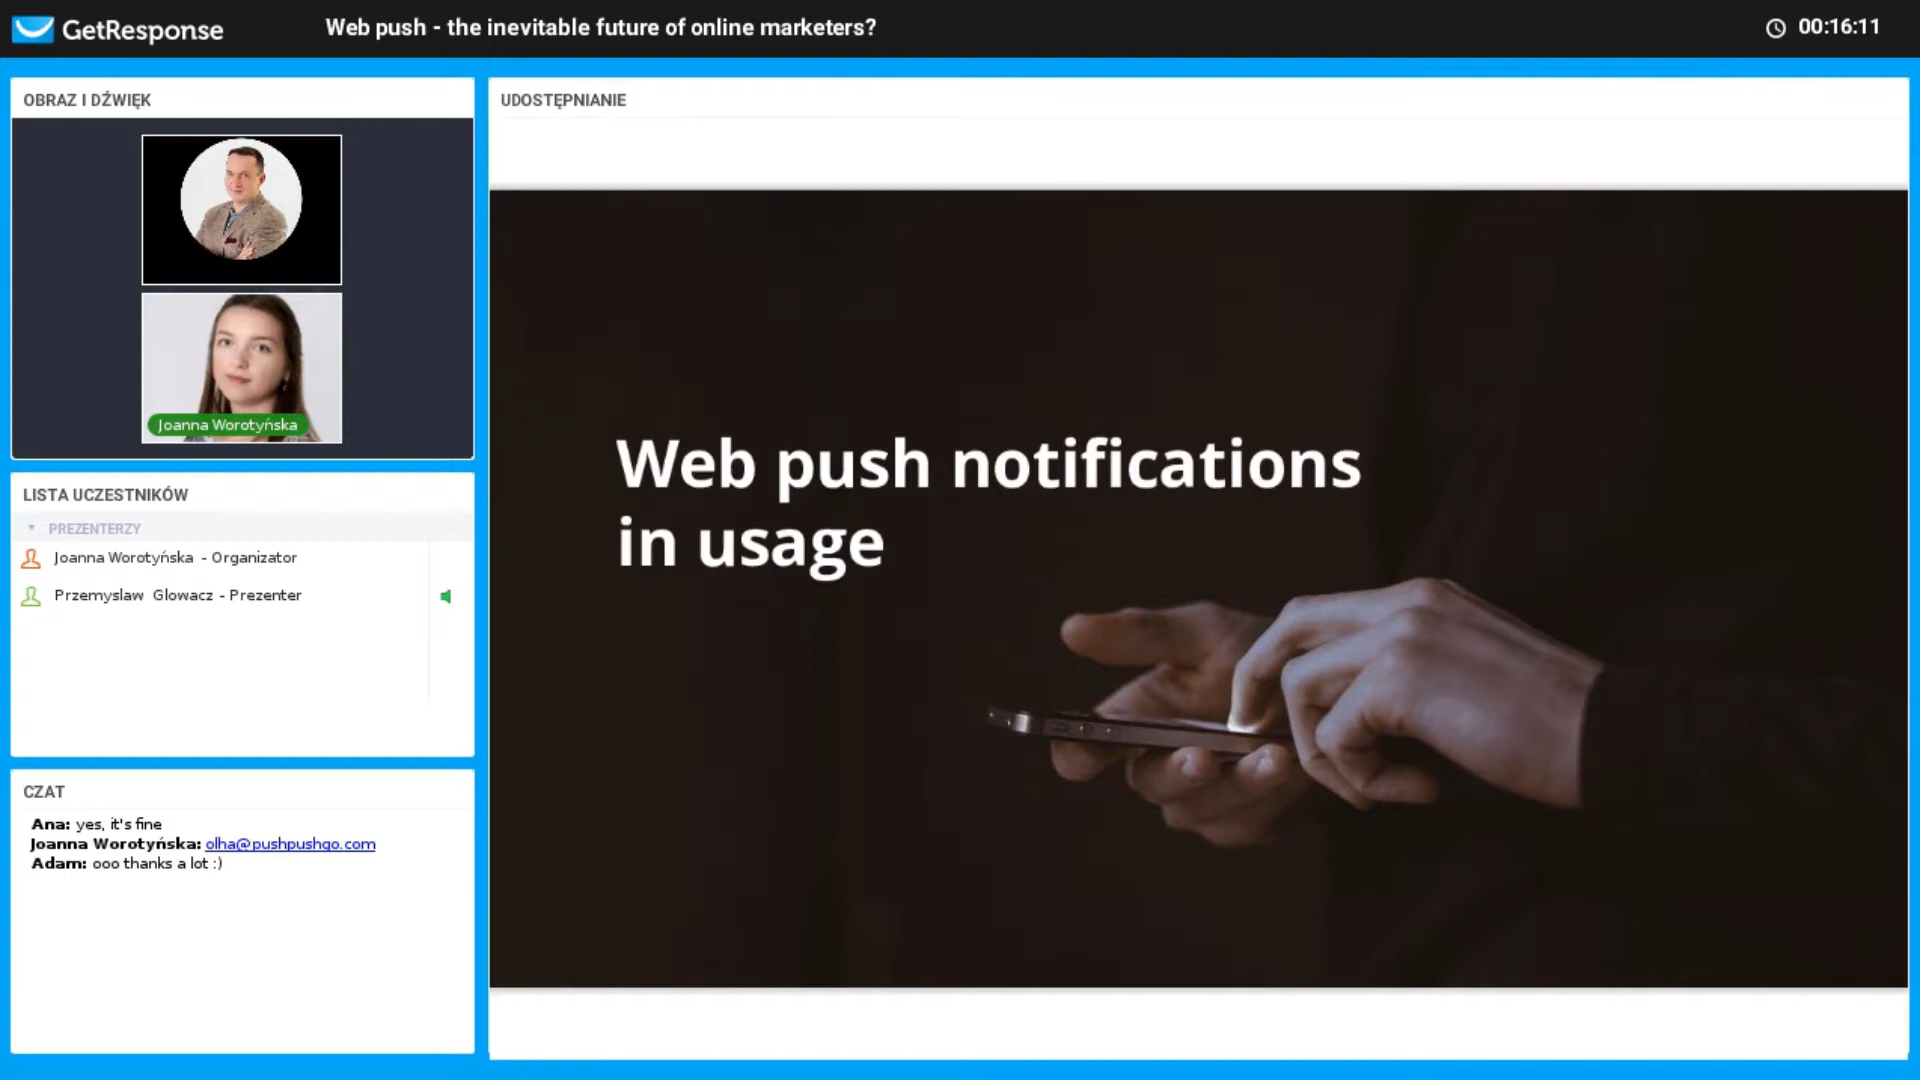 GetResponse
Web push - the inevitable future of online marketers?
00:16:11
OBRAZ I DŹWIĘK
Joanna Worotyńska
LISTA UCZESTNIKÓW
PREZENTERZY
Joanna Worotyńska - Organizator
Przemyslaw Glowacz - Prezenter
CZAT
Ana: yes, it's fine
Joanna Worotyńska: olha@pushpushgo.com
Adam: ooo thanks a lot :)
UDOSTĘPNIANIE
Web push notifications
in usage